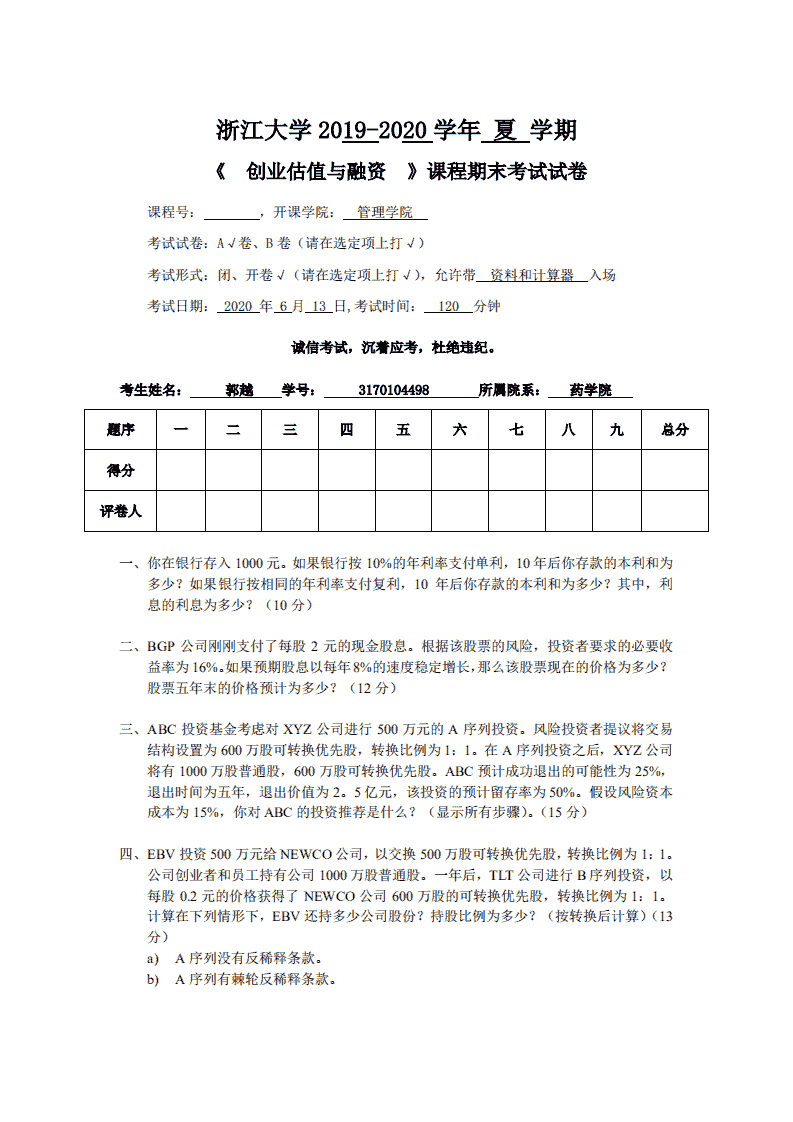 浙江大学 2019-2020 学年 夏 学期
《 创业估值与融资 》课程期末考试试卷
课程号： ，开课学院： 管理学院
考试试卷：A√卷、B 卷（请在选定项上打√）
考试形式：闭、开卷√（请在选定项上打√），允许带 资料和计算器 入场
考试日期： 2020 年 6 月 13 日,考试时间： 120 分钟
诚信考试，沉着应考，杜绝违纪。
考生姓名： 郭越 学号： 3170104498 所属院系： 药学院
题序 一 二 三 四 五 六 七 八 九 总分
得分
评卷人
一、你在银行存入 1000 元。如果银行按 10%的年利率支付单利，10 年后你存款的本利和为
多少？如果银行按相同的年利率支付复利，10 年后你存款的本利和为多少？其中，利
息的利息为多少？（10 分）
二、BGP 公司刚刚支付了每股 2 元的现金股息。根据该股票的风险，投资者要求的必要收
益率为 16%。如果预期股息以每年 8%的速度稳定增长，那么该股票现在的价格为多少？
股票五年末的价格预计为多少？（12 分）
三、ABC 投资基金考虑对 XYZ 公司进行 500 万元的 A 序列投资。风险投资者提议将交易
结构设置为 600 万股可转换优先股，转换比例为 1：1。在 A 序列投资之后，XYZ 公司
将有 1000 万股普通股，600 万股可转换优先股。ABC 预计成功退出的可能性为 25%，
退出时间为五年，退出价值为 2。5 亿元，该投资的预计留存率为 50%。假设风险资本
成本为 15%，你对 ABC 的投资推荐是什么？（显示所有步骤）。（15 分）
四、EBV 投资 500 万元给 NEWCO 公司，以交换 500 万股可转换优先股，转换比例为 1：1。
公司创业者和员工持有公司 1000 万股普通股。一年后，TLT 公司进行 B 序列投资，以
每股 0.2 元的价格获得了 NEWCO 公司 600 万股的可转换优先股，转换比例为 1：1。
计算在下列情形下，EBV 还持多少公司股份？持股比例为多少？（按转换后计算）（13
分）
a) A 序列没有反稀释条款。
b) A 序列有棘轮反稀释条款。